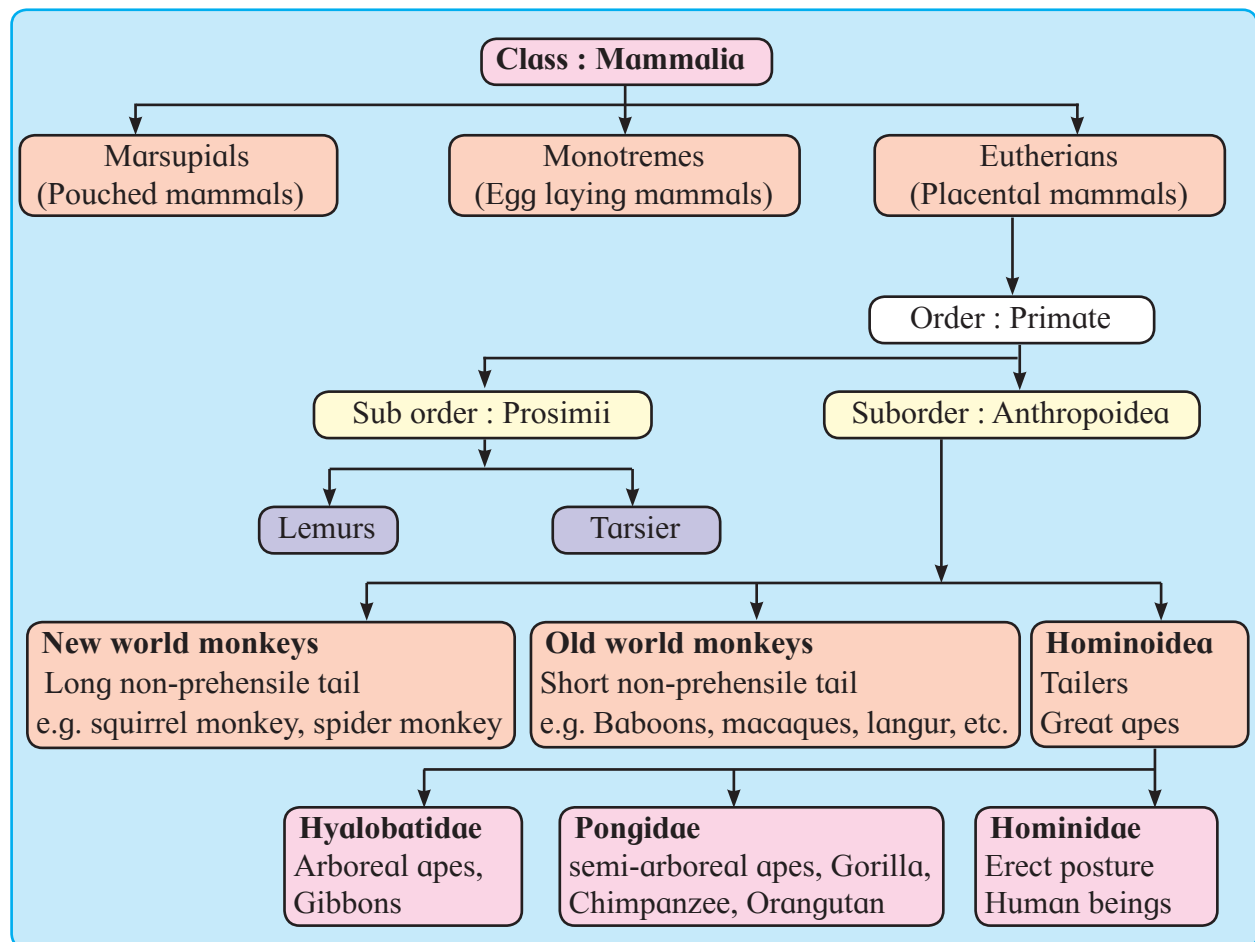 Class : Mammalia
Marsupials
(Pouched mammals)
Monotremes
(Egg laying mammals)
Eutherians
(Placental mammals)
Order : Primate
Sub order : Prosimii
Suborder : Anthropoidea
Lemurs
Tarsier
New world monkeys
Long non-prehensile tail
e.g. squirrel monkey, spider monkey
Old world monkeys
Short non-prehensile tail
e.g. Baboons, macaques, langur, etc.
Hominoidea
Tailers
Great apes
Hyalobatidae
Arboreal apes,
Gibbons
Pongidae
semi-arboreal apes, Gorilla,
Chimpanzee, Orangutan
Hominidae
Erect posture
Human beings